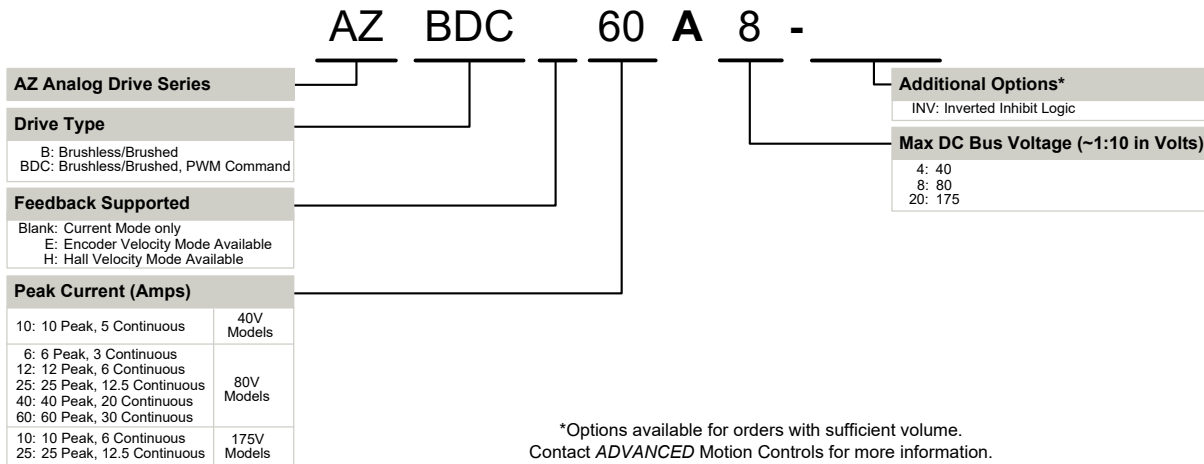 AZ BDC 60 A 8 -
AZ Analog Drive Series
Drive Type
B: Brushless/Brushed
BDC: Brushless/Brushed, PWM Command
Feedback Supported
Blank: Current Mode only
E: Encoder Velocity Mode Available
H: Hall Velocity Mode Available
Peak Current (Amps)
10: 10 Peak, 5 Continuous
40V
Models
6: 6 Peak, 3 Continuous
12: 12 Peak, 6 Continuous
25: 25 Peak, 12.5 Continuous
40: 40 Peak, 20 Continuous
60: 60 Peak, 30 Continuous
80V
Models
10: 10 Peak, 6 Continuous
25: 25 Peak, 12.5 Continuous
175V
Models
Additional Options*
INV: Inverted Inhibit Logic
Max DC Bus Voltage (~1:10 in Volts)
4: 40
8: 80
20: 175
*Options available for orders with sufficient volume.
Contact ADVANCED Motion Controls for more information.